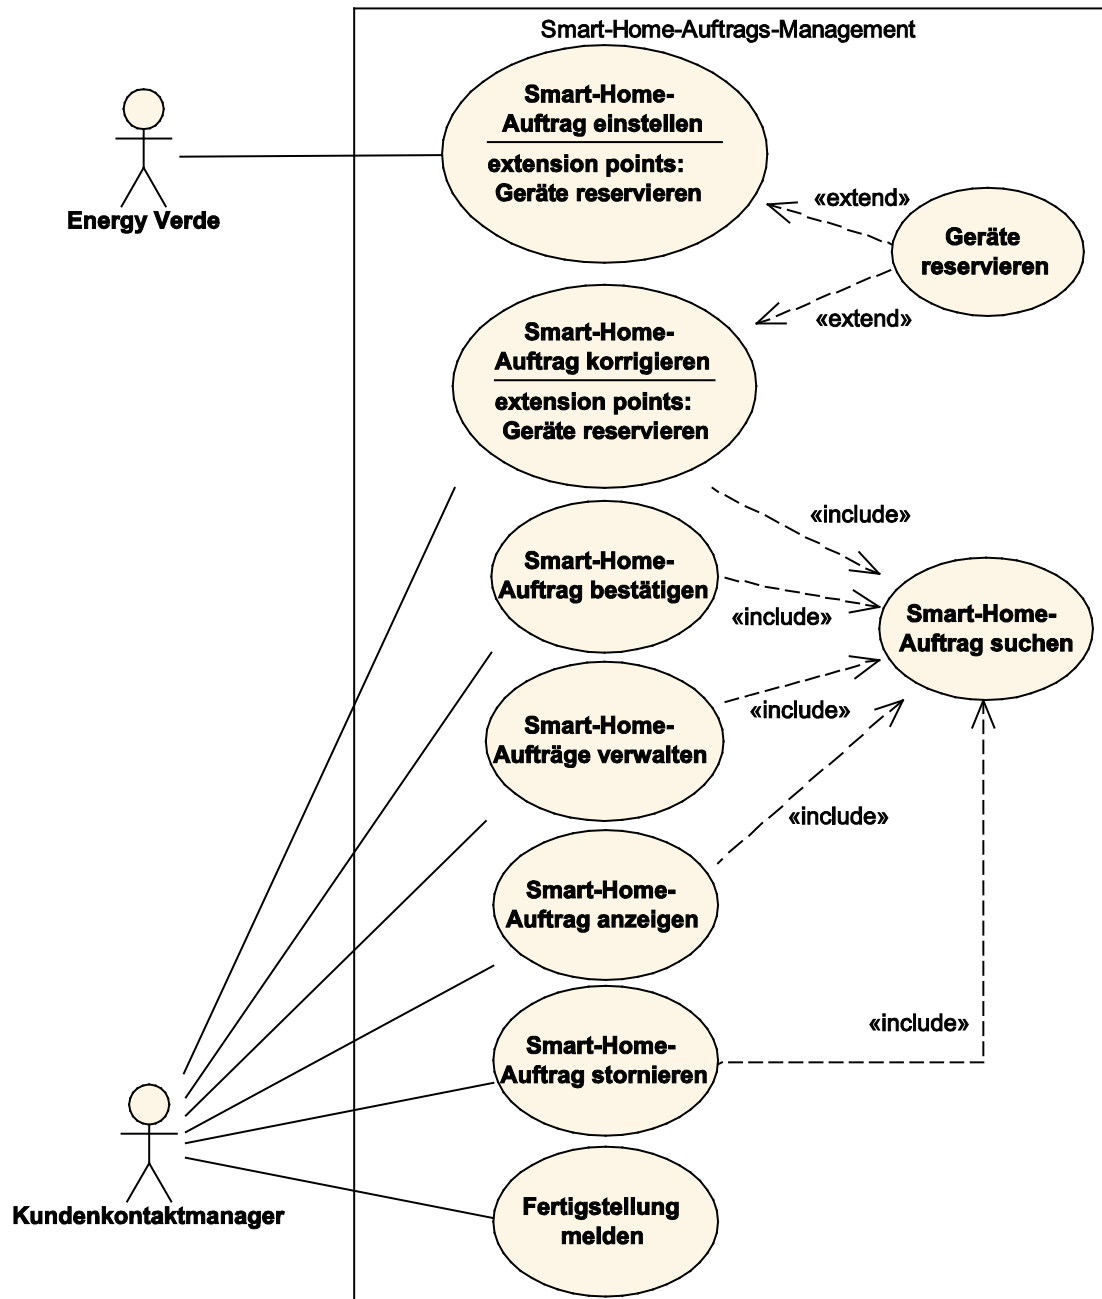 Smart-Home-Auftrags-Management
Smart-Home-
Auftrag einstellen
extension points:
Geräte reservieren
Energy Verde
«extend»
Geräte
reservieren
«extend»
Smart-Home-
Auftrag korrigieren
extension points:
Geräte reservieren
«include»
Smart-Home-
Auftrag bestätigen
«include»
Smart-Home-
Auftrag suchen
«include»
Smart-Home-
Aufträge verwalten
«include»
Smart-Home-
Auftrag anzeigen
«include»
Smart-Home-
Auftrag stornieren
Kundenkontaktmanager
Fertigstellung
melden